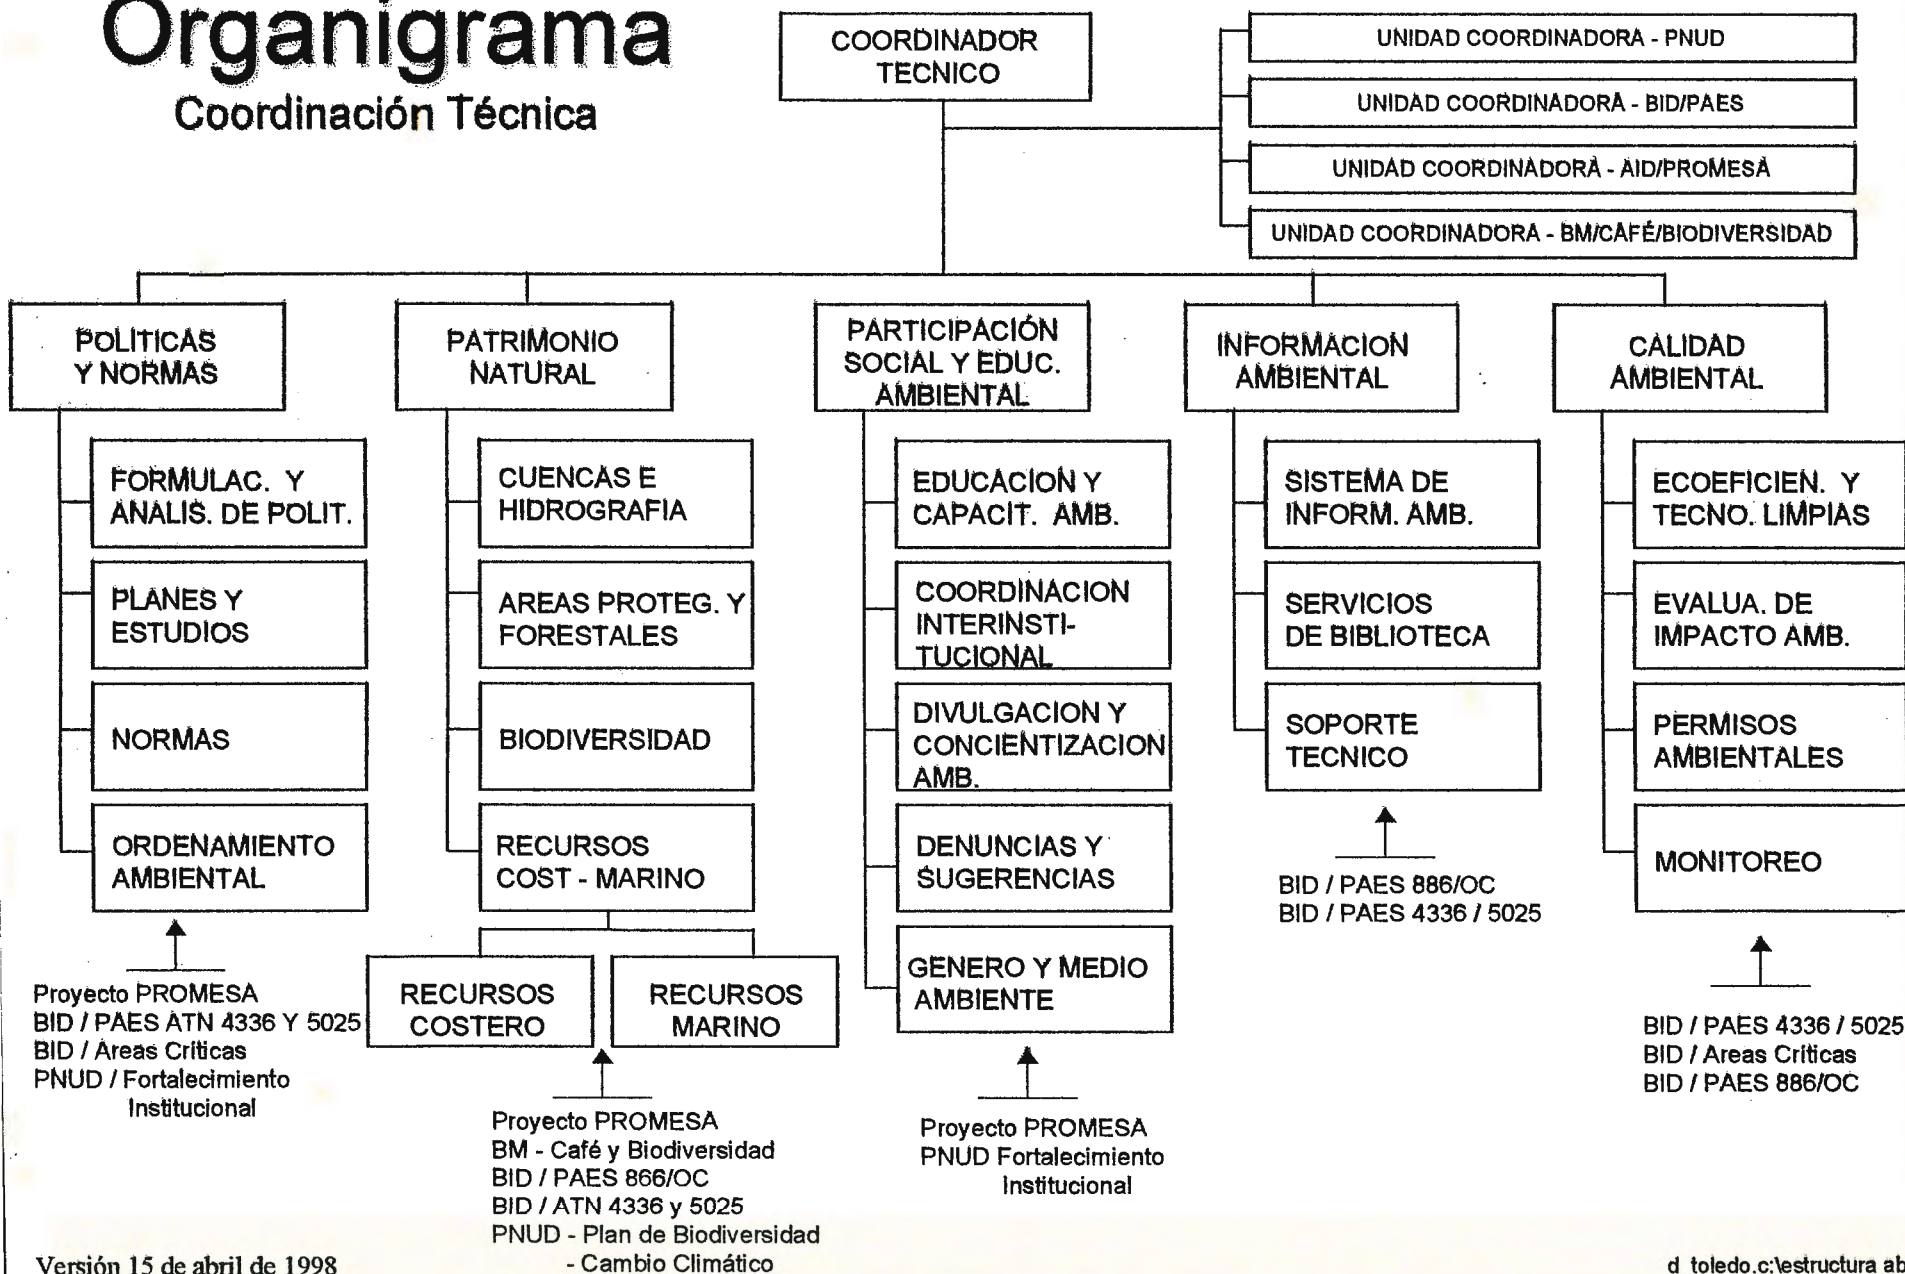 Organigrama
Coordinación Técnica
COORDINADOR
TECNICO
UNIDAD COORDINADORA - PNUD
UNIDAD COORDINADORA - BID/PAES
UNIDAD COORDINADORA - AID/PROMESA
UNIDAD COORDINADORA - BM/CAFÉ/BIODIVERSIDAD
POLITICAS
Y NORMAS
FORMULAC. Y
ANALIS. DE POLIT.
PLANES Y
ESTUDIOS
NORMAS
ORDENAMIENTO
AMBIENTAL
Proyecto PROMESA
BID / PAES ATN 4336 Y 5025
BID / Areas Críticas
PNUD / Fortalecimiento
Institucional
PATRIMONIO
NATURAL
CUENCAS E
HIDROGRAFIA
AREAS PROTEG. Y
FORESTALES
BIODIVERSIDAD
RECURSOS
COST - MARINO
RECURSOS
COSTERO
RECURSOS
MARINO
Proyecto PROMESA
BM - Café y Biodiversidad
BID / PAES 866/OC
BID / ATN 4336 y 5025
PNUD - Plan de Biodiversidad
- Cambio Climático
PARTICIPACIÓN
SOCIAL Y EDUC.
AMBIENTAL
EDUCACION Y
CAPACIT. AMB.
COORDINACION
INTERINSTI-
TUCIONAL
DIVULGACION Y
CONCIENTIZACION
AMB.
DENUNCIAS Y
SUGERENCIAS
GENERO Y MEDIO
AMBIENTE
Proyecto PROMESA
PNUD Fortalecimiento
Institucional
INFORMACION
AMBIENTAL
SISTEMA DE
INFORM. AMB.
SERVICIOS
DE BIBLIOTECA
SOPORTE
TECNICO
BID / PAES 886/OC
BID / PAES 4336 / 5025
CALIDAD
AMBIENTAL
ECOEFICIEN. Y
TECNO. LIMPIAS
EVALUA. DE
IMPACTO AMB.
PERMISOS
AMBIENTALES
MONITOREO
BID / PAES 4336 / 5025
BID / Areas Críticas
BID / PAES 886/OC
Versión 15 de abril de 1998
d_toledo.c:\estructura ab